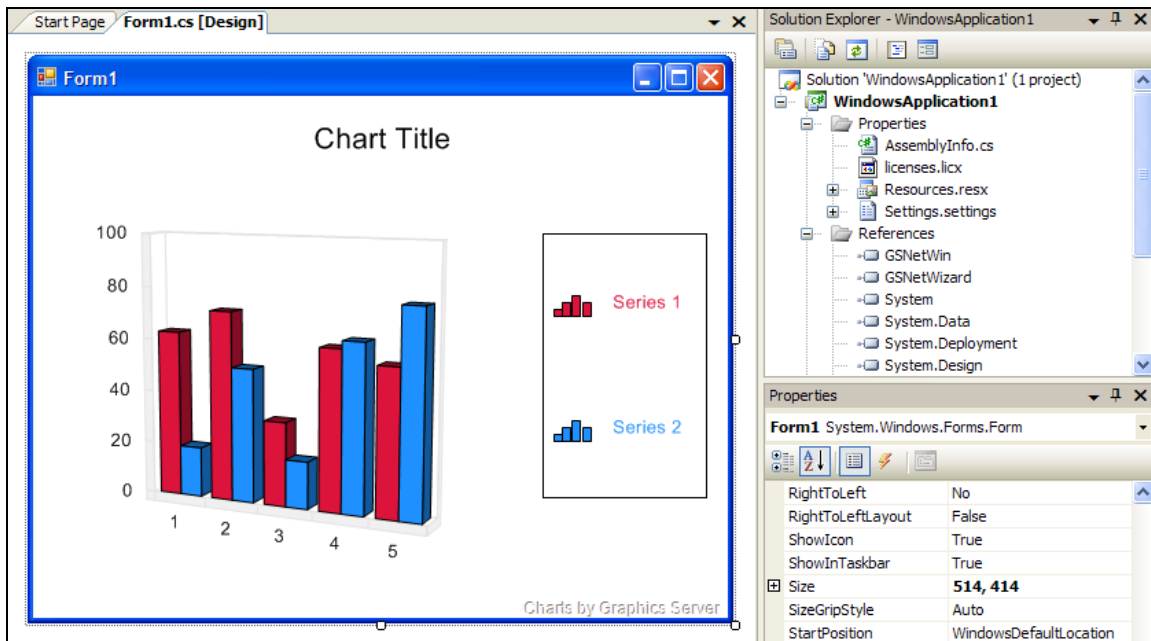 Start Page
Form1.cs [Design]
Form1
Chart Title
100
80
60
40
20
0
1
2
3
4
5
Series 1
Series 2
Charts by Graphics Server
Solution Explorer - WindowsApplication1
Solution 'WindowsApplication1' (1 project)
WindowsApplication1
Properties
AssemblyInfo.cs
licenses.licx
Resources.resx
Settings.settings
References
GSNetWin
GSNetWizard
System
System.Data
System.Deployment
System.Design
Properties
Form1 System.Windows.Forms.Form
RightToLeft No
RightToLeftLayout False
ShowIcon True
ShowInTaskbar True
Size 514, 414
SizeGripStyle Auto
StartPosition WindowsDefaultLocation